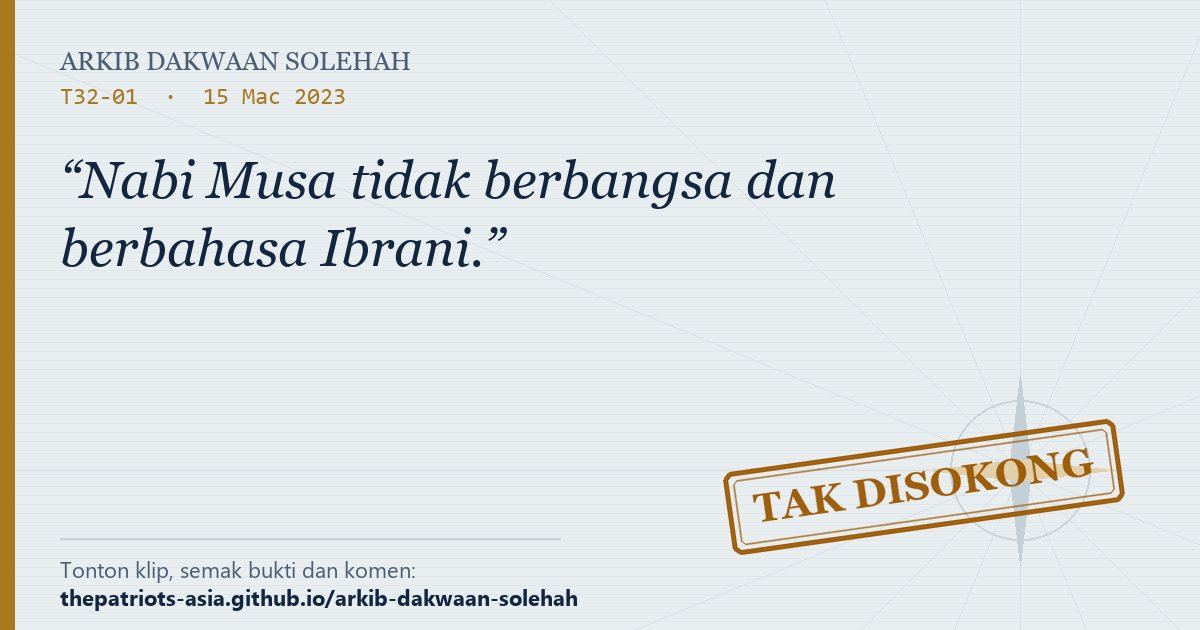 ARKIB DAKWAAN SOLEHAH
T32-01 · 15 Mac 2023
“Nabi Musa tidak berbangsa dan
berbahasa Ibrani.”
TAK DISOKONG
Tonton klip, semak bukti dan komen:
thepatriots-asia.github.io/arkib-dakwaan-solehah